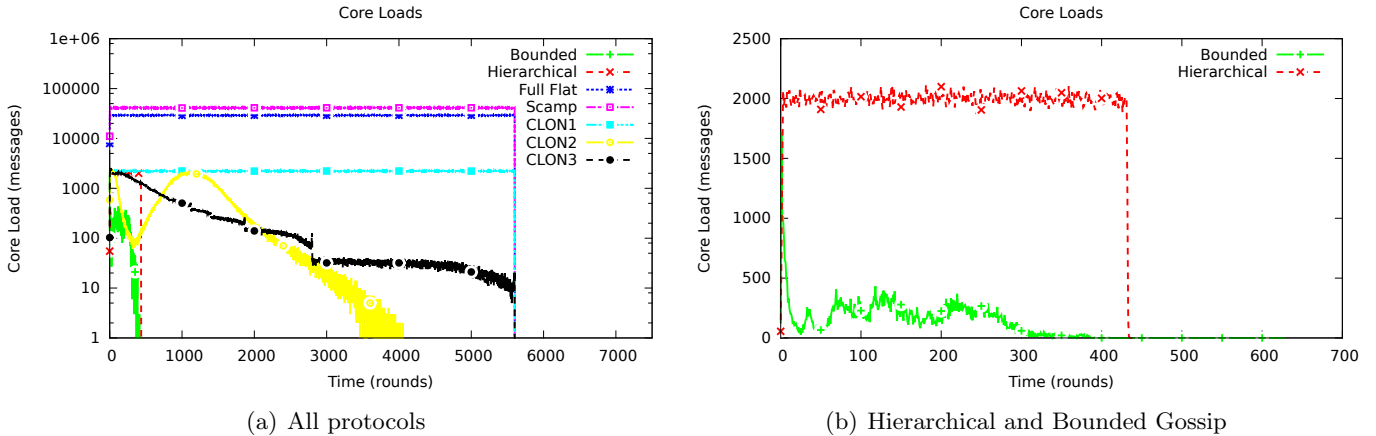 Core Loads
Core Load (messages)
1e+06
100000
10000
1000
100
10
1
Bounded
Hierarchical
Full Flat
Scamp
CLON1
CLON2
CLON3
0 1000 2000 3000 4000 5000 6000 7000
Time (rounds)
(a) All protocols
Core Loads
Core Load (messages)
2500
2000
1500
1000
500
0
Bounded
Hierarchical
0 100 200 300 400 500 600 700
Time (rounds)
(b) Hierarchical and Bounded Gossip